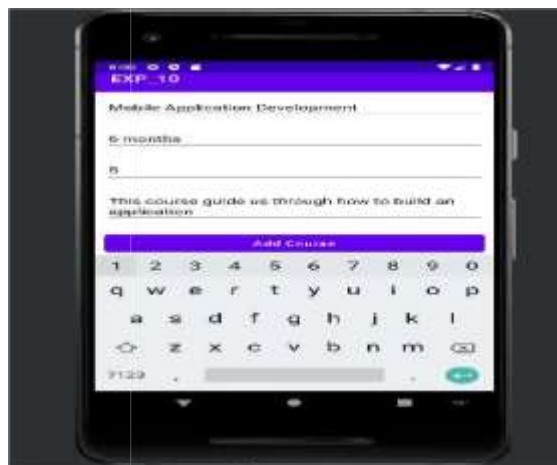 EXP_10
Mobile Application Development
6 months
5
This course guide us through how to build an
application
Add Course
1 2 3 4 5 6 7 8 9 0
q w e r t y u i o p
a s d f g h j k l
z x c v b n m
?123 , .